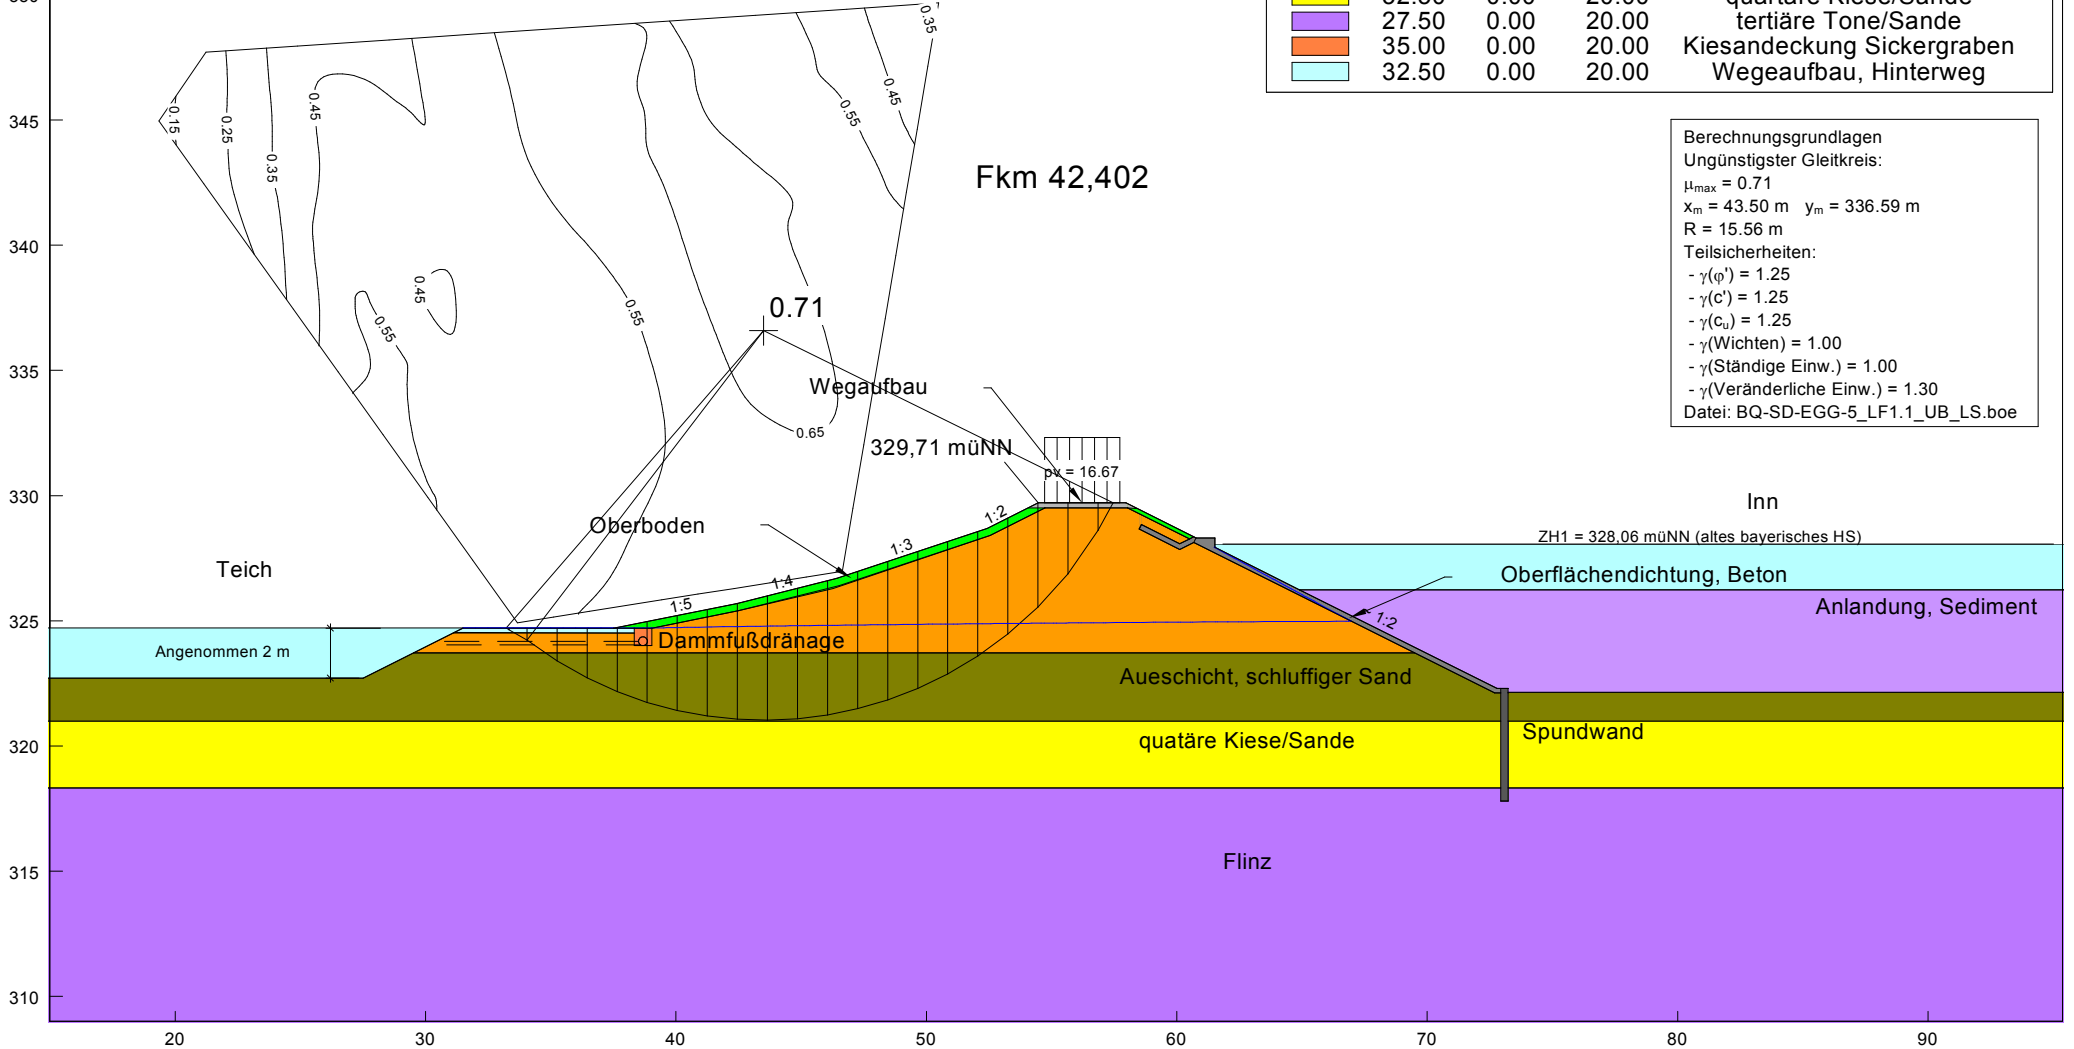 quartäre Kiese/Sande
27.50 0.00 20.00 tertiäre Tone/Sande
35.00 0.00 20.00 Kiesandeckung Sickergraben
32.50 0.00 20.00 Wegeaufbau, Hinterweg
Berechnungsgrundlagen
Ungünstigster Gleitkreis:
μmax = 0.71
xm = 43.50 m ym = 336.59 m
R = 15.56 m
Teilsicherheiten:
- γ(φ') = 1.25
- γ(c') = 1.25
- γ(cu) = 1.25
- γ(Wichten) = 1.00
- γ(Ständige Einw.) = 1.00
- γ(Veränderliche Einw.) = 1.30
Datei: BQ-SD-EGG-5_LF1.1_UB_LS.boe
Fkm 42,402
0.15
0.25
0.35
0.45
0.45
0.55
0.55
0.65
0.55
0.45
0.35
0.71
Wegaufbau
329,71 müNN
pv = 16.67
Oberboden
1:5
1:4
1:3
1:2
Inn
ZH1 = 328,06 müNN (altes bayerisches HS)
Teich
Oberflächendichtung, Beton
Anlandung, Sediment
1:2
Angenommen 2 m
Dammfußdränage
Aueschicht, schluffiger Sand
quatäre Kiese/Sande
Spundwand
Flinz
345
340
335
330
325
320
315
310
20 30 40 50 60 70 80 90